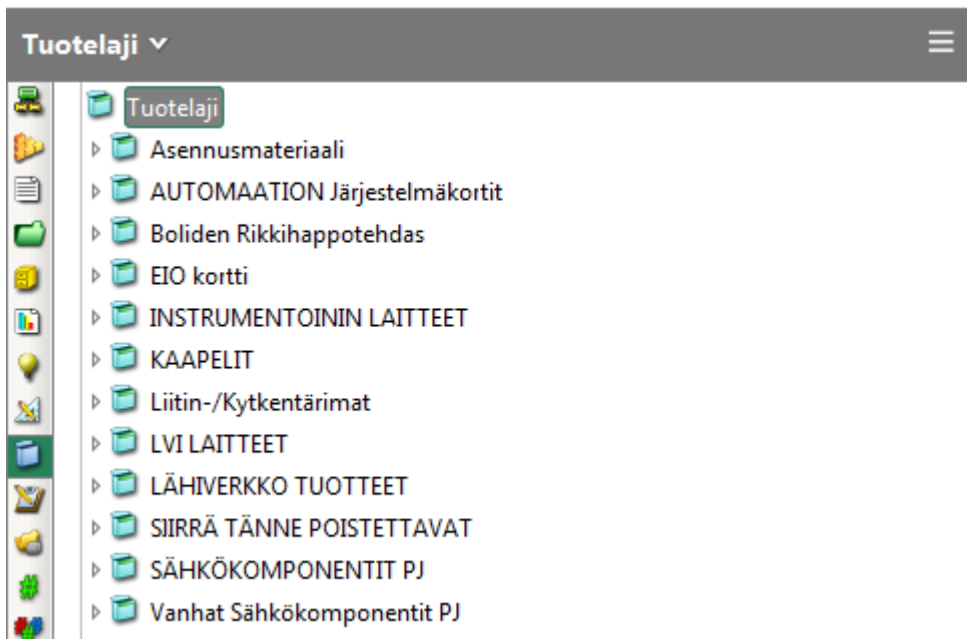 Tuotelaji
Tuotelaji
Asennusmateriaali
AUTOMAATION Järjestelmäkortit
Boliden Rikkihappotehdas
EIO kortti
INSTRUMENTOININ LAITTEET
KAAPELIT
Liitin-/Kytkentärimat
LVI LAITTEET
LÄHIVERKKO TUOTTEET
SIIRRÄ TÄNNE POISTETTAVAT
SÄHKÖKOMPONENTIT PJ
Vanhat Sähkökomponentit PJ